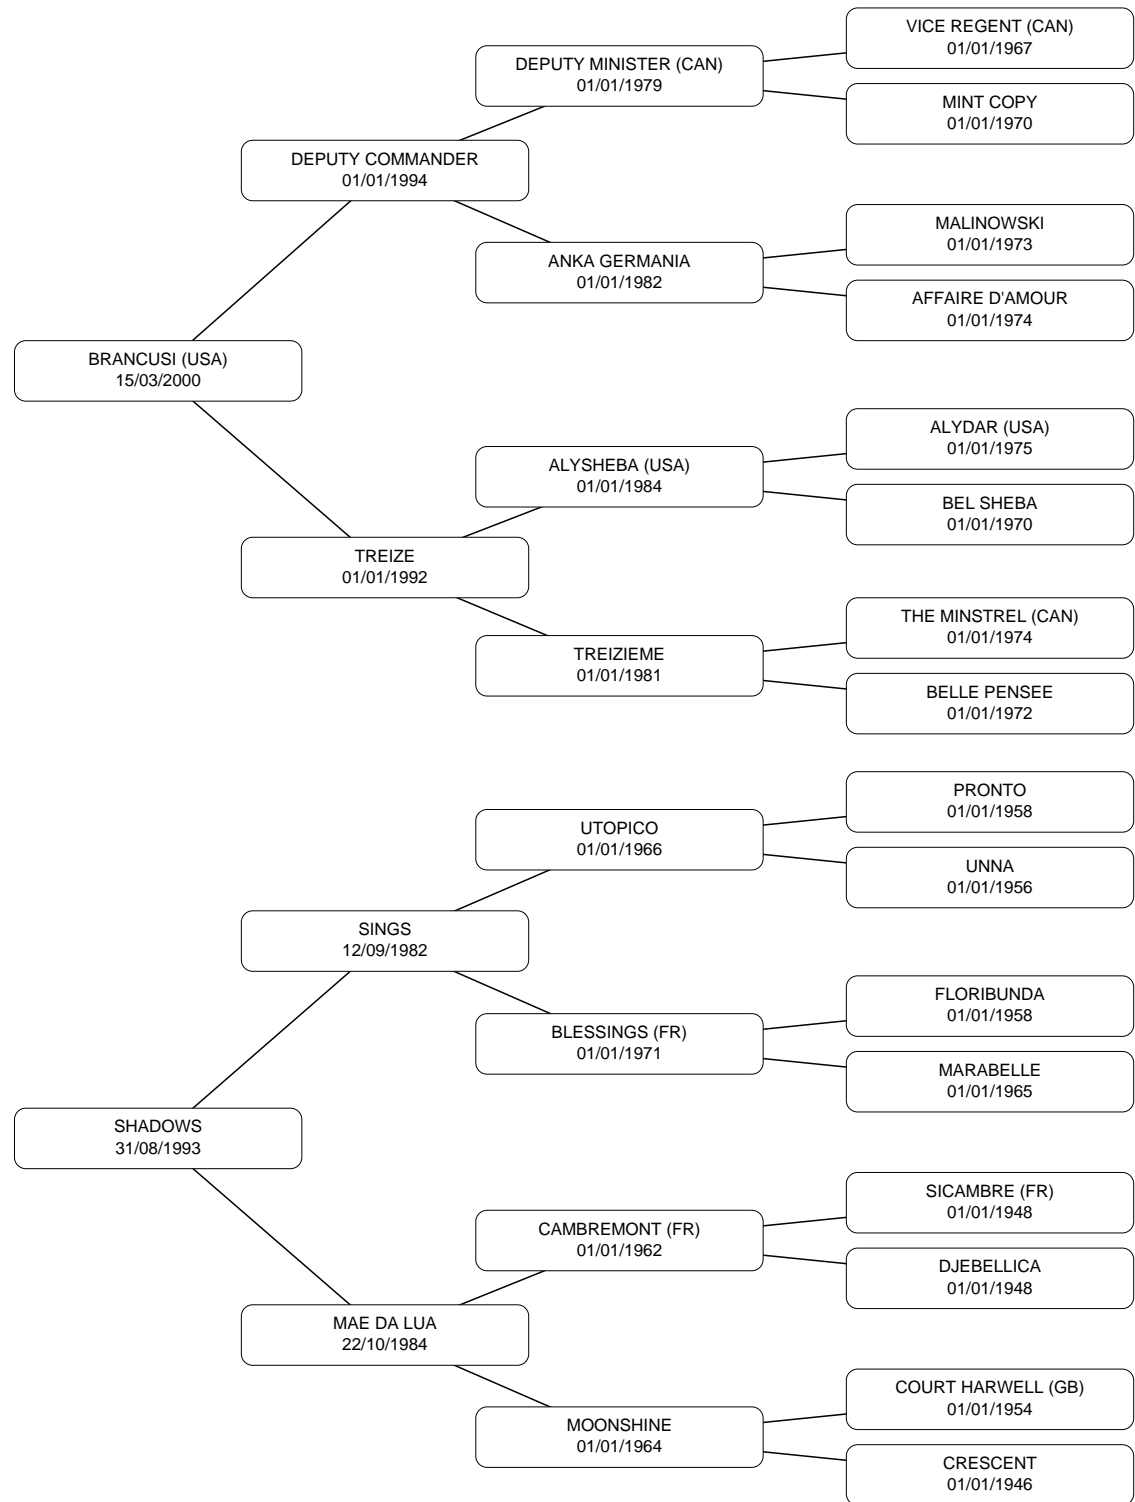 VICE REGENT (CAN)
01/01/1967
DEPUTY MINISTER (CAN)
01/01/1979
MINT COPY
01/01/1970
DEPUTY COMMANDER
01/01/1994
MALINOWSKI
01/01/1973
ANKA GERMANIA
01/01/1982
AFFAIRE D'AMOUR
01/01/1974
BRANCUSI (USA)
15/03/2000
ALYDAR (USA)
01/01/1975
ALYSHEBA (USA)
01/01/1984
BEL SHEBA
01/01/1970
TREIZE
01/01/1992
THE MINSTREL (CAN)
01/01/1974
TREIZIEME
01/01/1981
BELLE PENSEE
01/01/1972
PRONTO
01/01/1958
UTOPICO
01/01/1966
UNNA
01/01/1956
SINGS
12/09/1982
FLORIBUNDA
01/01/1958
BLESSINGS (FR)
01/01/1971
MARABELLE
01/01/1965
SHADOWS
31/08/1993
SICAMBRE (FR)
01/01/1948
CAMBREMONT (FR)
01/01/1962
DJEBELLICA
01/01/1948
MAE DA LUA
22/10/1984
COURT HARWELL (GB)
01/01/1954
MOONSHINE
01/01/1964
CRESCENT
01/01/1946